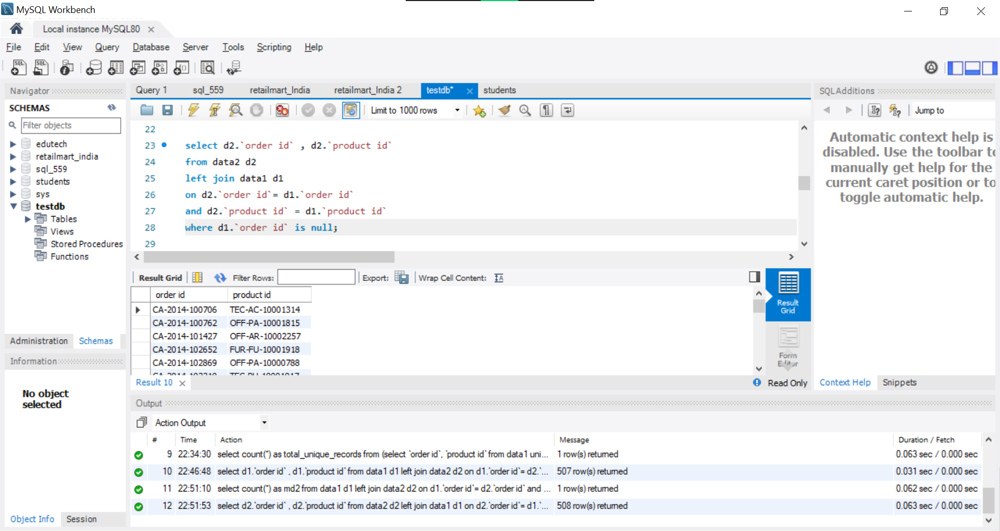 MySQL Workbench
Local instance MySQL80
File Edit View Query Database Server Tools Scripting Help
Navigator
SCHEMAS
Filter objects
edutech
retailmart_india
sql_559
students
sys
testdb
Tables
Views
Stored Procedures
Functions
Administration Schemas
Information
No object
selected
Object Info Session
Query 1 sql_559 retailmart_India retailmart_India 2 testdb* students
Limit to 1000 rows
22
23 select d2.`order id` , d2.`product id`
24 from data2 d2
25 left join data1 d1
26 on d2.`order id`= d1.`order id`
27 and d2.`product id` = d1.`product id`
28 where d1.`order id` is null;
29
Result Grid Filter Rows: Export: Wrap Cell Content:
order id product id
CA-2014-100706 TEC-AC-10001314
CA-2014-100762 OFF-PA-10001815
CA-2014-101427 OFF-AR-10002257
CA-2014-102652 FUR-FU-10001918
CA-2014-102869 OFF-PA-10000788
Result
Grid
Form
Editor
Result 10
Read Only
SQLAdditions
Jump to
Automatic context help is
disabled. Use the toolbar to
manually get help for the
current caret position or to
toggle automatic help.
Context Help Snippets
Output
Action Output
# Time Action Message Duration / Fetch
9 22:34:30 select count(*) as total_unique_records from (select `order id`, `product id` from data1 uni... 1 row(s) returned 0.063 sec / 0.000 sec
10 22:46:48 select d1.`order id` , d1.`product id` from data1 d1 left join data2 d2 on d1.`order id`= d2.`... 507 row(s) returned 0.031 sec / 0.000 sec
11 22:51:10 select count(*) as md2 from data1 d1 left join data2 d2 on d1.`order id`= d2.`order id` and ... 1 row(s) returned 0.062 sec / 0.000 sec
12 22:51:53 select d2.`order id` , d2.`product id` from data2 d2 left join data1 d1 on d2.`order id`= d1.`... 508 row(s) returned 0.063 sec / 0.000 sec